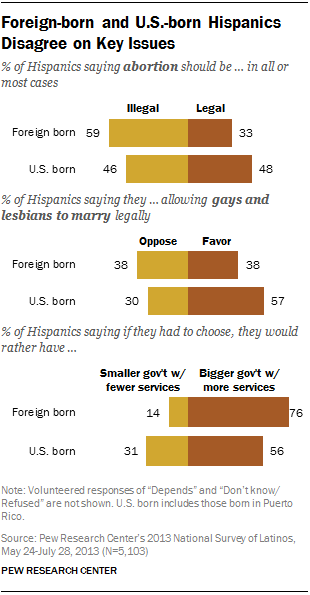 Foreign-born and U.S.-born Hispanics
Disagree on Key Issues
% of Hispanics saying abortion should be ... in all or
most cases
Illegal Legal
Foreign born 59 33
U.S. born 46 48
% of Hispanics saying they ... allowing gays and
lesbians to marry legally
Oppose Favor
Foreign born 38 38
U.S. born 30 57
% of Hispanics saying if they had to choose, they would
rather have ...
Smaller gov't w/ Bigger gov't w/
fewer services more services
Foreign born 14 76
U.S. born 31 56
Note: Volunteered responses of “Depends” and “Don't know/
Refused” are not shown. U.S. born includes those born in Puerto
Rico.
Source: Pew Research Center's 2013 National Survey of Latinos,
May 24-July 28, 2013 (N=5,103)
PEW RESEARCH CENTER